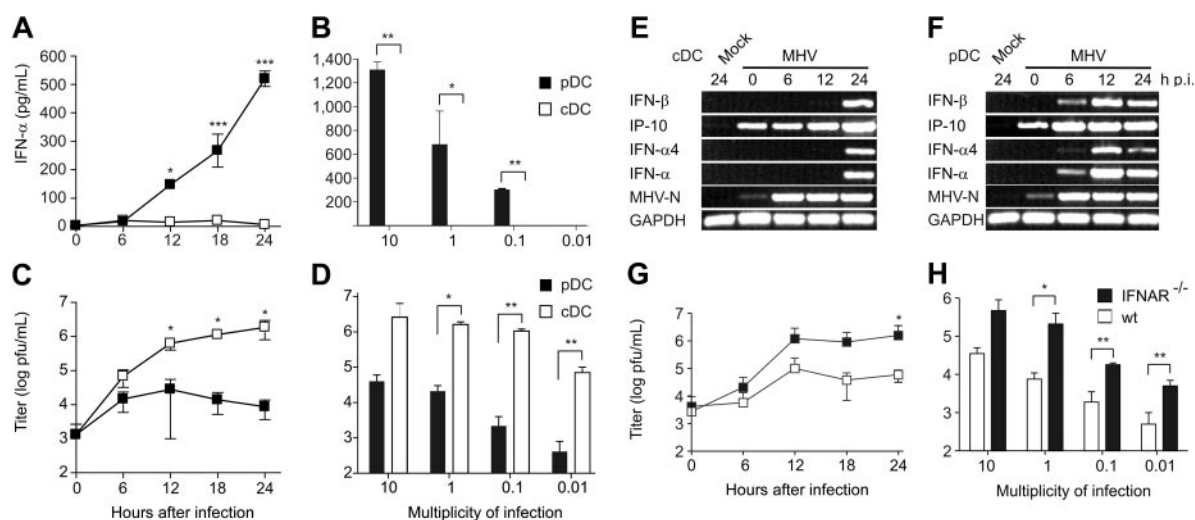 A
IFN-α (pg/mL)
600
500
400
300
200
100
0
*
***
***
0 6 12 18 24
B
1,400
1,200
1,000
800
600
400
200
**
*
**
pDC
cDC
10 1 0.1 0.01
C
Titer (log pfu/mL)
7
6
5
4
3
2
* * *
0 6 12 18 24
Hours after infection
D
7
6
5
4
3
2
*
**
**
pDC
cDC
10 1 0.1 0.01
Multiplicity of infection
E
cDC Mock MHV
24 0 6 12 24 h p.i.
IFN-β
IP-10
IFN-α4
IFN-α
MHV-N
GAPDH
F
pDC Mock MHV
24 0 6 12 24 h p.i.
IFN-β
IP-10
IFN-α4
IFN-α
MHV-N
GAPDH
G
Titer (log pfu/mL)
8
7
6
5
4
3
2
*
0 6 12 18 24
Hours after infection
H
6
5
4
3
2
*
**
**
IFNAR -/-
wt
10 1 0.1 0.01
Multiplicity of infection